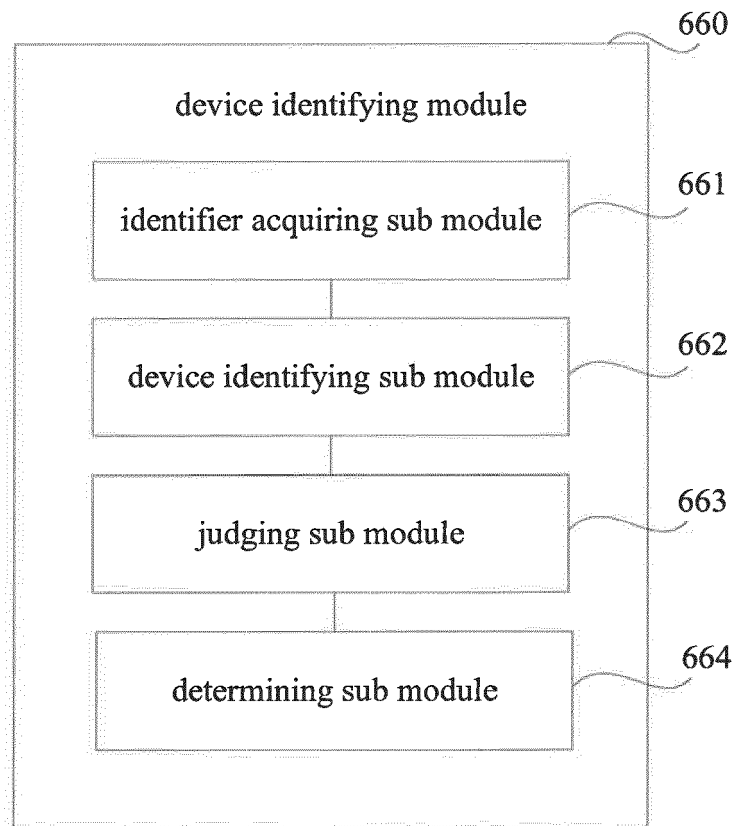 660
device identifying module
661
identifier acquiring sub module
662
device identifying sub module
663
judging sub module
664
determining sub module